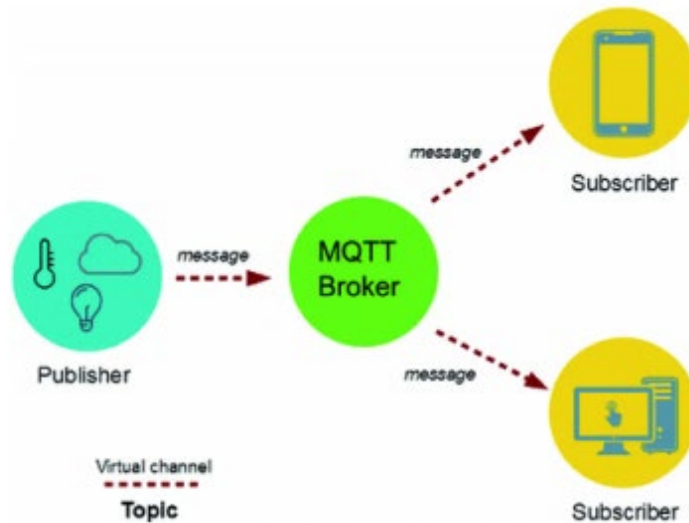 message
Subscriber
message
MQTT
Broker
Publisher
message
Virtual channel
Topic
Subscriber